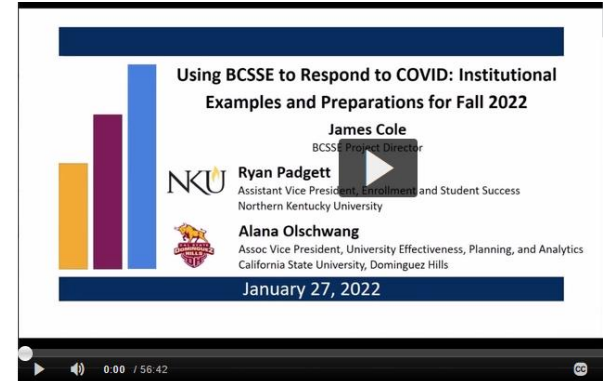 Using BCSSE to Respond to COVID: Institutional
Examples and Preparations for Fall 2022
James Cole
BCSSE Project Director
NKU
Ryan Padgett
Assistant Vice President, Enrollment and Student Success
Northern Kentucky University
DOMINGUEZ
HILLS
Alana Olschwang
Assoc Vice President, University Effectiveness, Planning, and Analytics
California State University, Dominguez Hills
January 27, 2022
0:00 / 56:42
CC